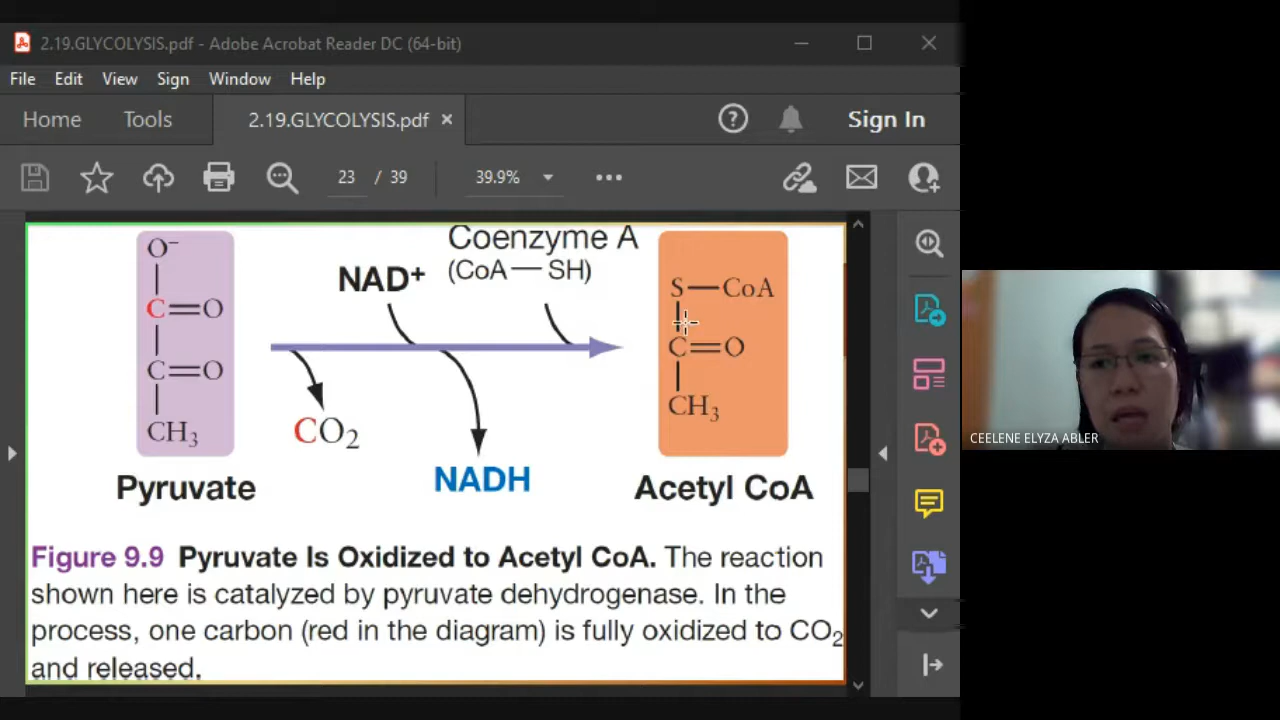 2.19.GLYCOLYSIS.pdf - Adobe Acrobat Reader DC (64-bit)
File Edit View Sign Window Help
Home Tools 2.19.GLYCOLYSIS.pdf × Sign In
23 / 39 39.9%
O⁻
C=O
C=O
CH₃
Pyruvate
NAD⁺
Coenzyme A
(CoA — SH)
CO₂
NADH
S—CoA
C=O
CH₃
Acetyl CoA
Figure 9.9 Pyruvate Is Oxidized to Acetyl CoA. The reaction
shown here is catalyzed by pyruvate dehydrogenase. In the
process, one carbon (red in the diagram) is fully oxidized to CO₂
and released.
CEELENE ELYZA ABLER